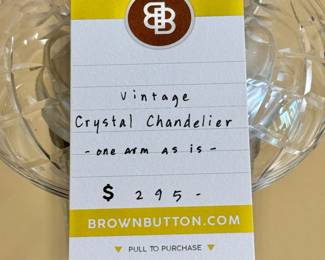 BB
Vintage
Crystal Chandelier
- one arm as is -
$ 295-
BROWNBUTTON.COM
▼ PULL TO PURCHASE ▼